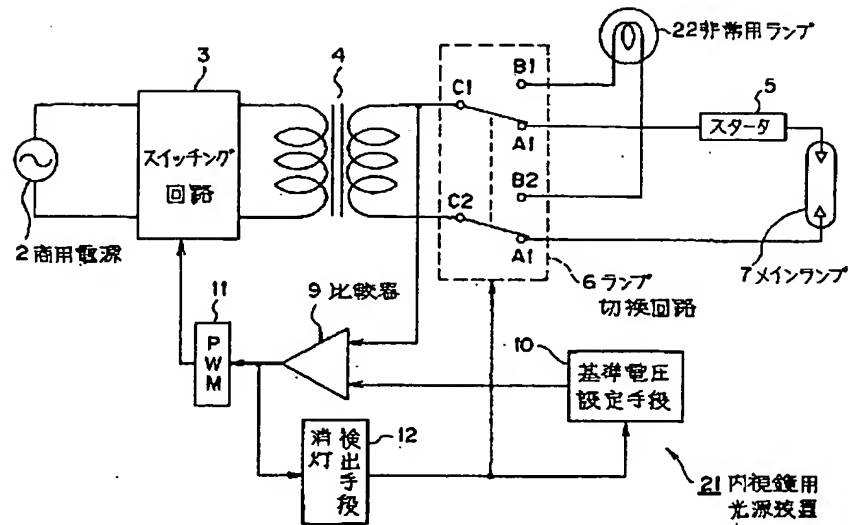 22非常用ランプ
3
4
B1
C1
5
スタータ
A1
スイッチング
回路
B2
C2
A1
2商用電源
6ランプ
切換回路
7メインランプ
11
9比較器
PWM
10
基準電圧
設定手段
12
消灯
検出手段
21内視鏡用
光源装置